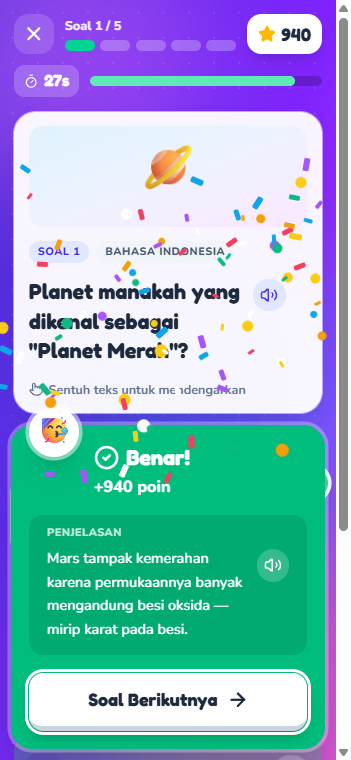 Soal 1 / 5
940
27s
SOAL 1
BAHASA INDONESIA
Planet manakah yang
dikenal sebagai
"Planet Merah"?
Sentuh teks untuk mendengarkan
Benar!
+940 poin
PENJELASAN
Mars tampak kemerahan
karena permukaannya banyak
mengandung besi oksida —
mirip karat pada besi.
Soal Berikutnya